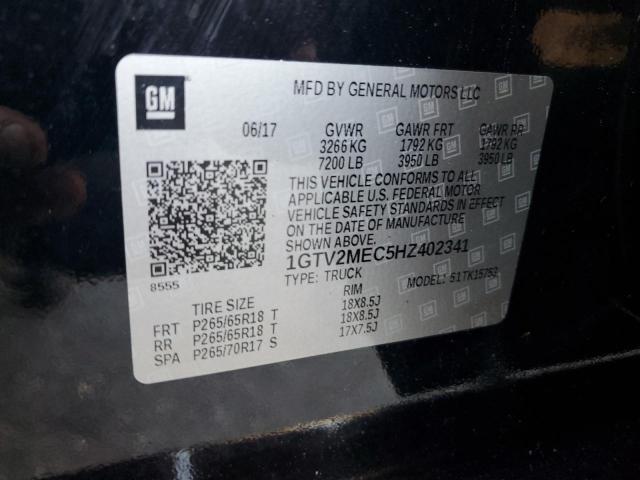 GM
MFD BY GENERAL MOTORS LLC
06/17 GVWR GAWR FRT GAWR RR
3266 KG 1792 KG 1792 KG
7200 LB 3950 LB 3950 LB
THIS VEHICLE CONFORMS TO ALL
APPLICABLE U.S. FEDERAL MOTOR
VEHICLE SAFETY STANDARDS IN EFFECT
ON THE DATE OF MANUFACTURE
SHOWN ABOVE.
8555
1GTV2MEC5HZ402341
TYPE: TRUCK MODEL: 51TK15753
TIRE SIZE RIM
FRT P265/65R18 T 18X8.5J
RR P265/65R18 T 18X8.5J
SPA P265/70R17 S 17X7.5J